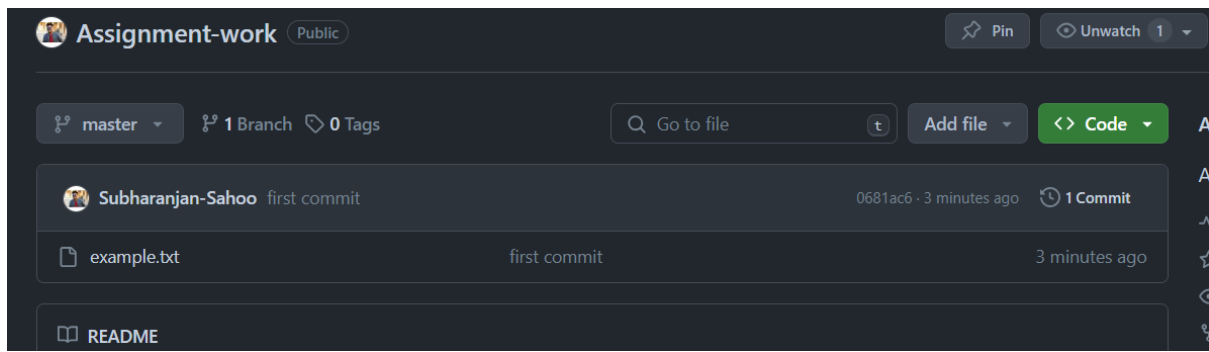 Assignment-work Public Pin Unwatch 1
master 1 Branch 0 Tags Go to file t Add file Code
Subharanjan-Sahoo first commit 0681ac6 · 3 minutes ago 1 Commit
example.txt first commit 3 minutes ago
README